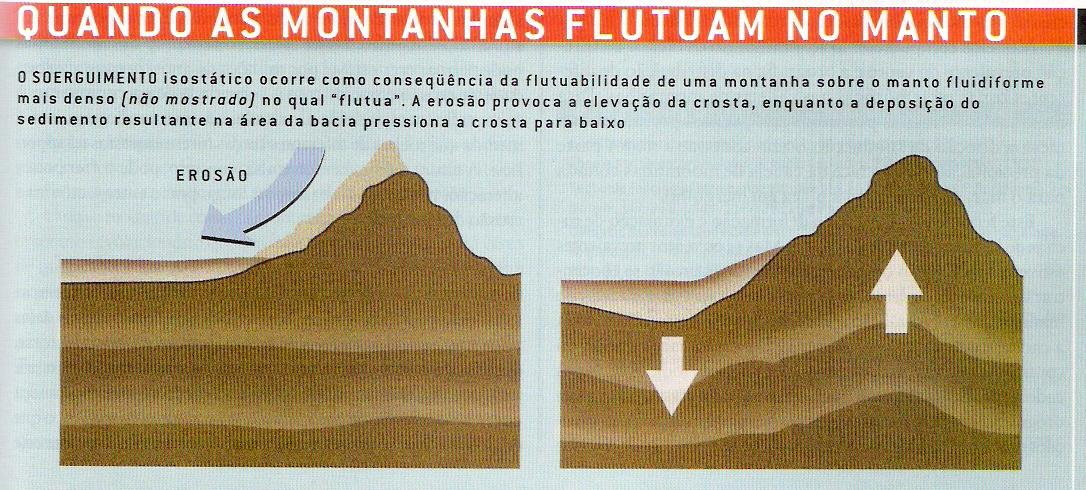 QUANDO AS MONTANHAS FLUTUAM NO MANTO
O SOERGUIMENTO isostático ocorre como conseqüência da flutuabilidade de uma montanha sobre o manto fluidiforme
mais denso (não mostrado) no qual “flutua”. A erosão provoca a elevação da crosta, enquanto a deposição do
sedimento resultante na área da bacia pressiona a crosta para baixo
EROSÃO